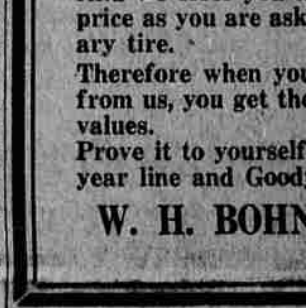 price as you are ask
ary tire.
Therefore when you
from us, you get the
values.
Prove it to yourself
year line and Good
W. H. BOHN